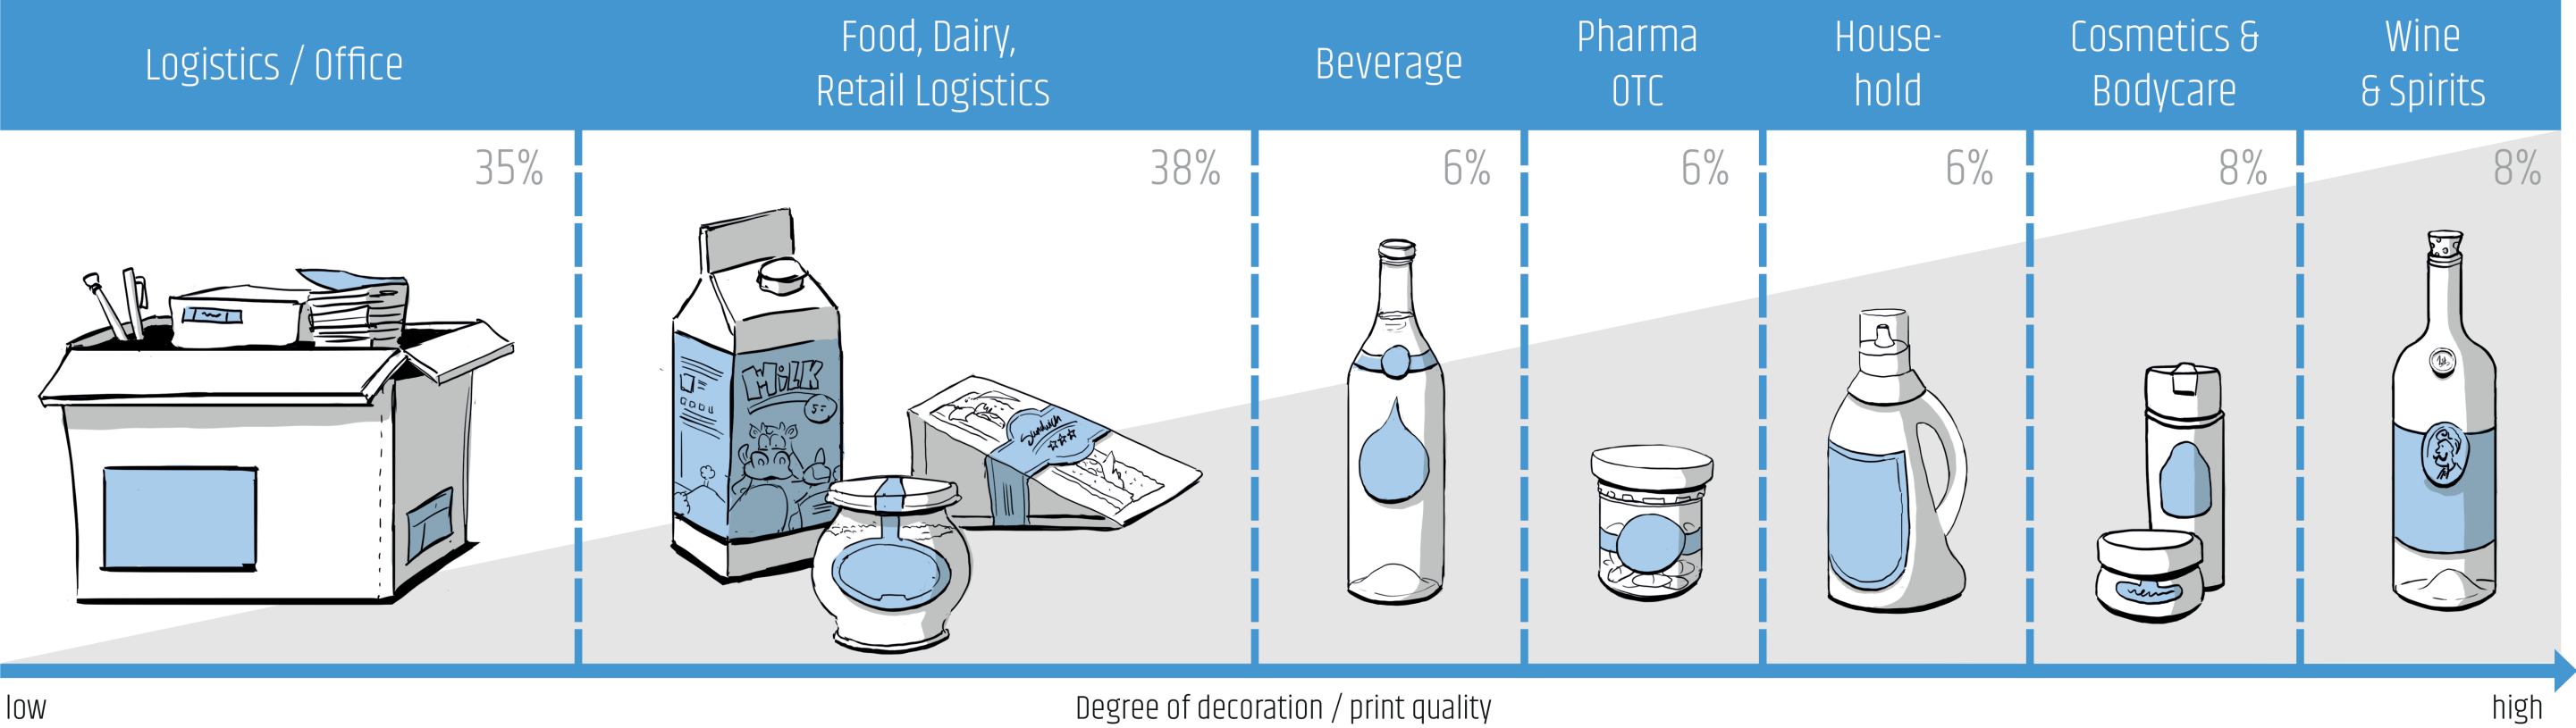 Logistics / Office
Food, Dairy,
Retail Logistics
Beverage
Pharma
OTC
House-
hold
Cosmetics &
Bodycare
Wine
& Spirits
35%
38%
6%
6%
6%
8%
8%
MILK
Sandwich
low
Degree of decoration / print quality
high